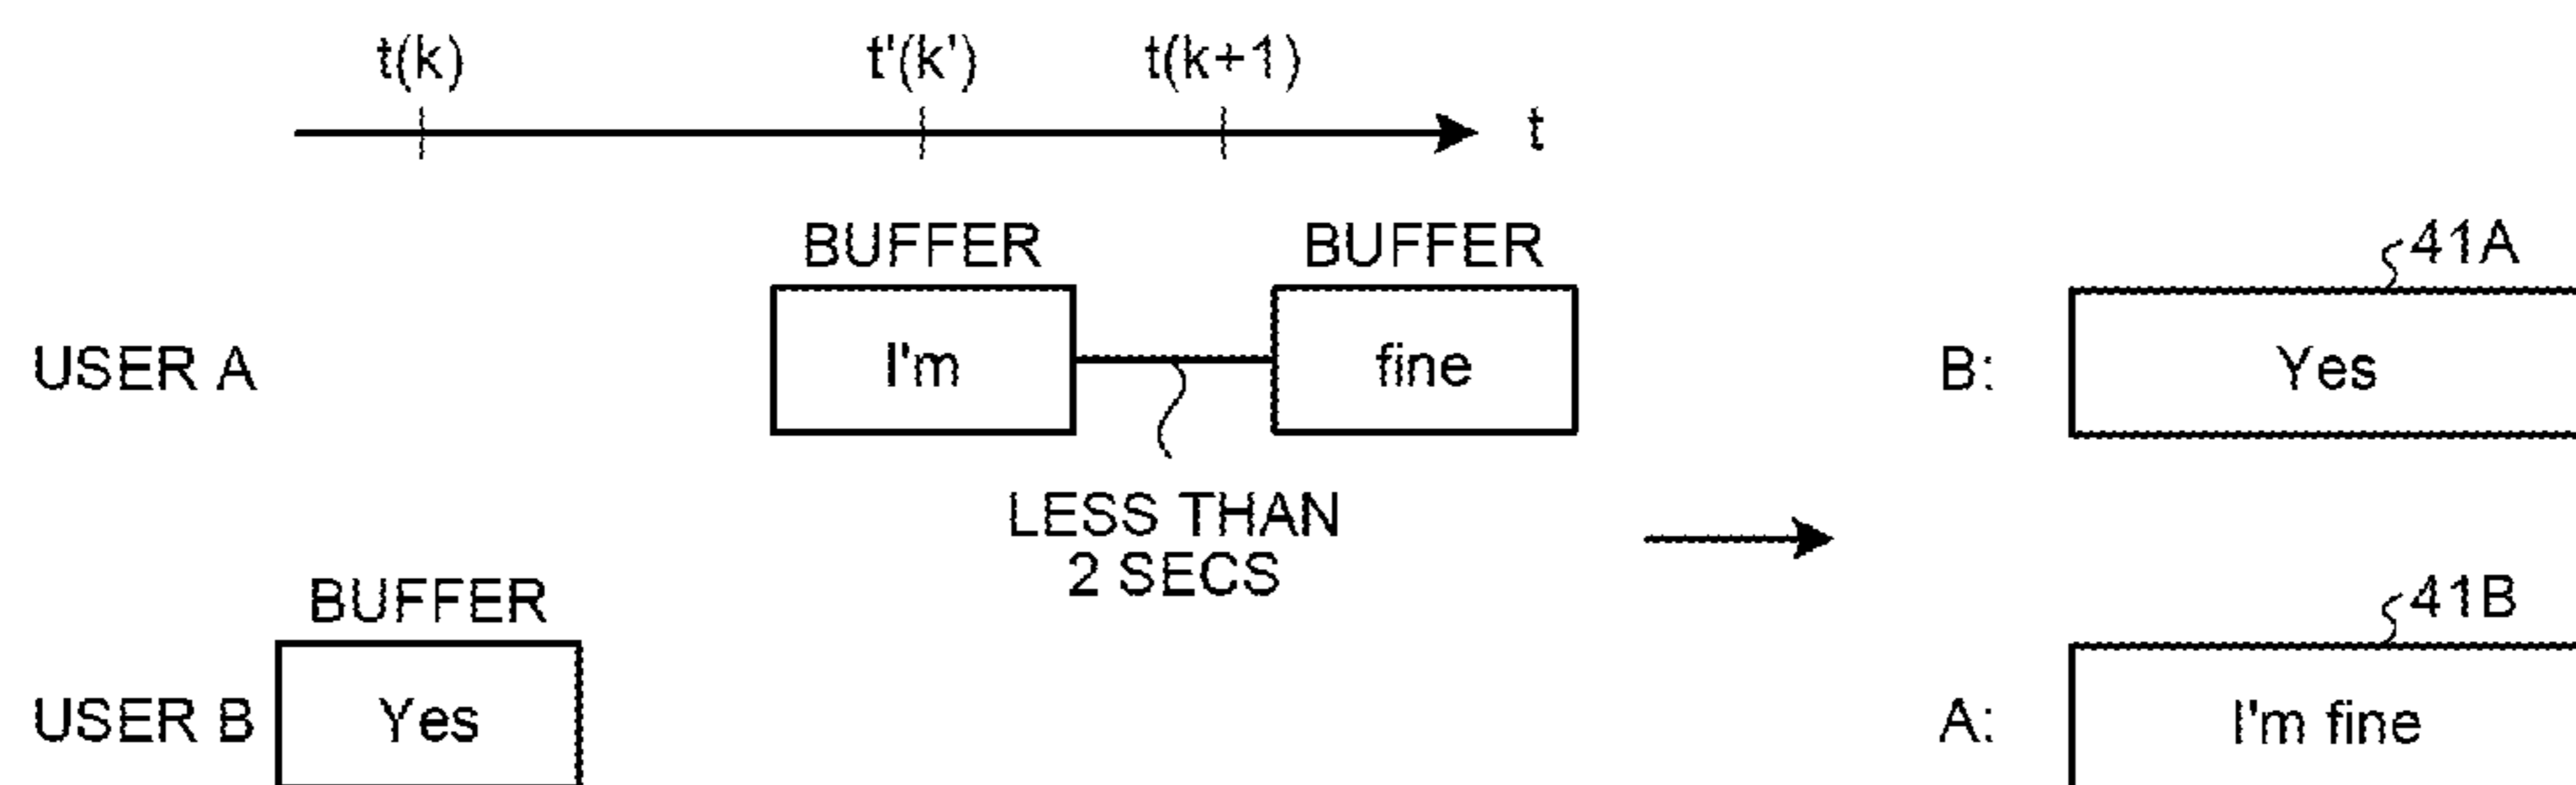 t(k) t'(k') t(k+1)
t
BUFFER BUFFER 41A
USER A I'm fine B: Yes
LESS THAN
2 SECS
BUFFER 41B
USER B Yes A: I'm fine